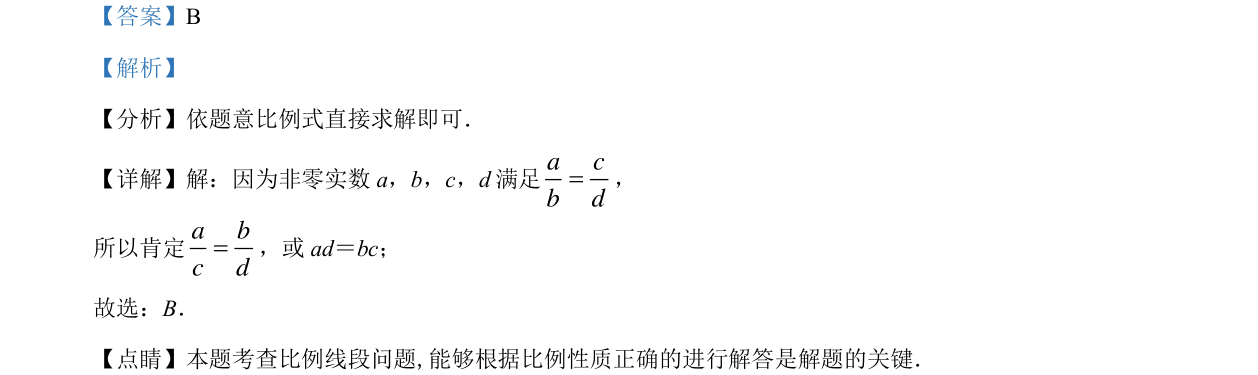 【答案】B
【解析】
【分析】依题意比例式直接求解即可.
【详解】解：因为非零实数 a，b，c，d 满足 a/b = c/d，
所以肯定 a/c = b/d，或 ad＝bc；
故选：B.
【点睛】本题考查比例线段问题,能够根据比例性质正确的进行解答是解题的关键.